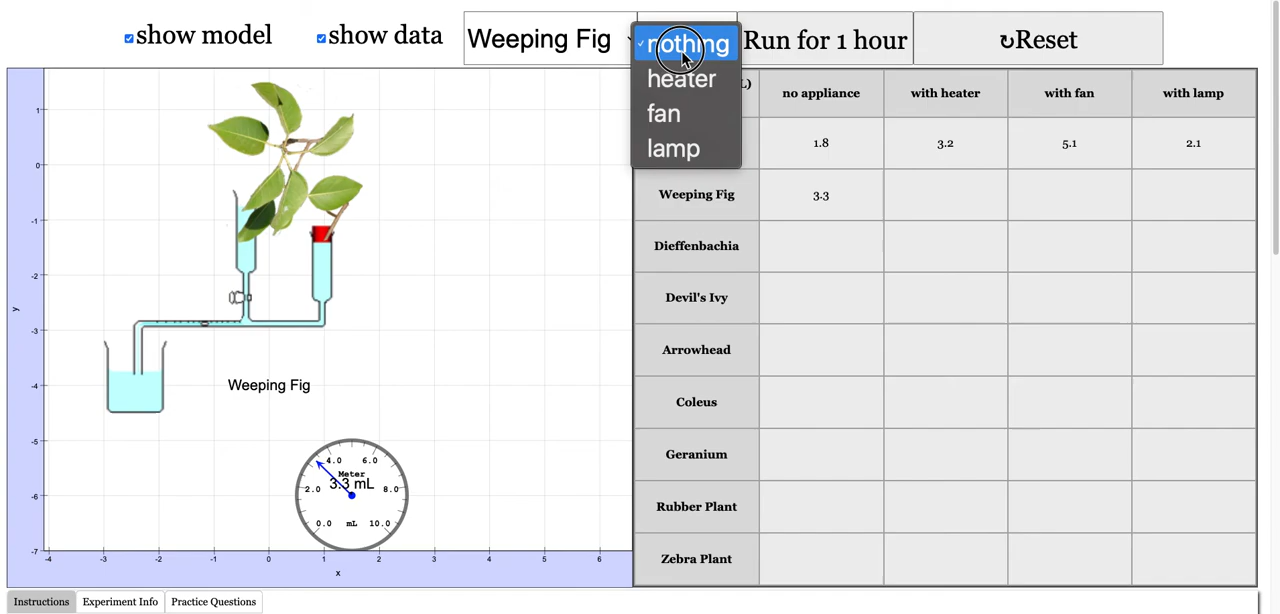 show model
show data
Weeping Fig
nothing
heater
fan
lamp
Run for 1 hour
↻Reset
L)
no appliance
with heater
with fan
with lamp
1.8
3.2
5.1
2.1
Weeping Fig
3.3
Dieffenbachia
Devil's Ivy
Arrowhead
Coleus
Geranium
Rubber Plant
Zebra Plant
1
0
-1
-2
-3
-4
-5
-6
-7
y
-4 -3 -2 -1 0 1 2 3 4 5 6
x
Weeping Fig
4.0 6.0
Meter
3.3 mL
2.0 8.0
0.0 mL 10.0
Instructions
Experiment Info
Practice Questions